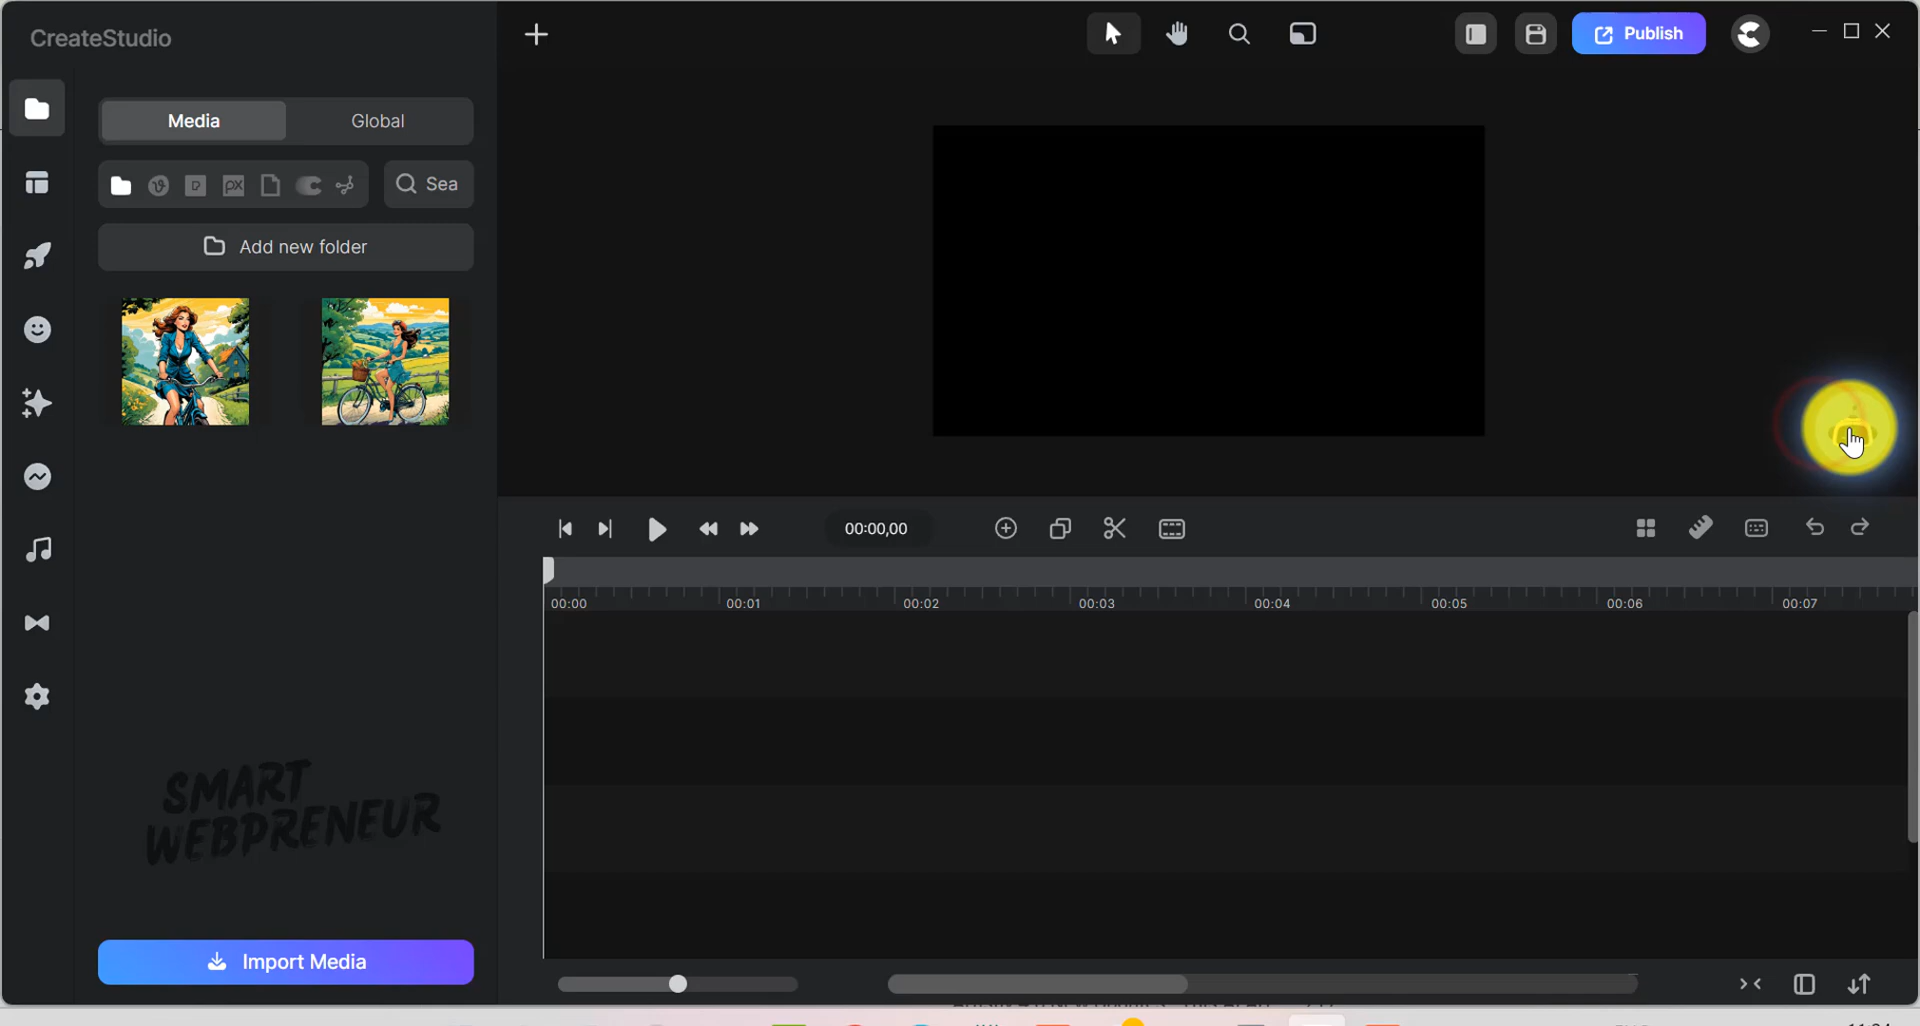 CreateStudio
Publish
Media
Global
Sea
Add new folder
00:00,00
00:00
00:01
00:02
00:03
00:04
00:05
00:06
00:07
SMART
WEBPRENEUR
Import Media